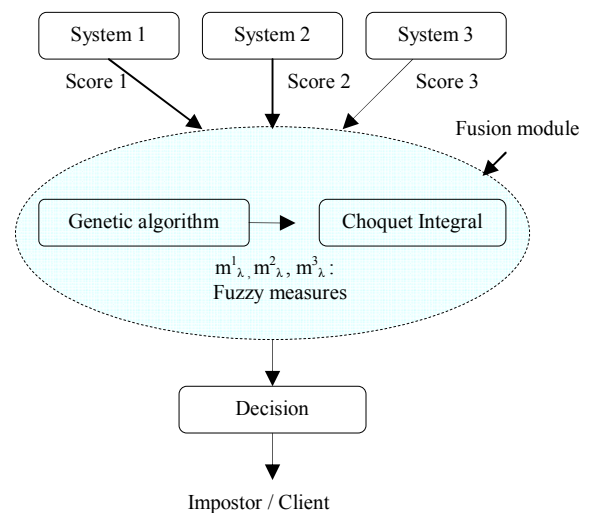 System 1
System 2
System 3
Score 1
Score 2
Score 3
Fusion module
Genetic algorithm
Choquet Integral
m¹λ, m²λ, m³λ :
Fuzzy measures
Decision
Impostor / Client